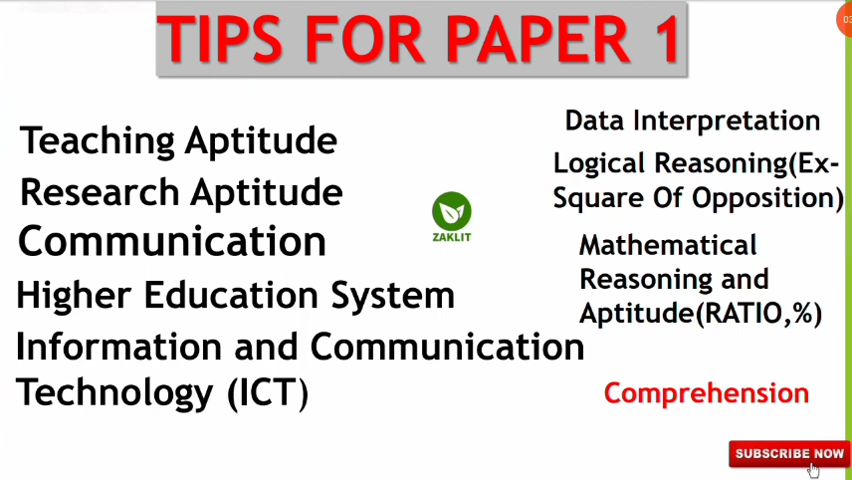 TIPS FOR PAPER 1
03
Teaching Aptitude
Research Aptitude
Communication
Higher Education System
Information and Communication
Technology (ICT)
ZAKLIT
Data Interpretation
Logical Reasoning(Ex-
Square Of Opposition)
Mathematical
Reasoning and
Aptitude(RATIO,%)
Comprehension
SUBSCRIBE NOW